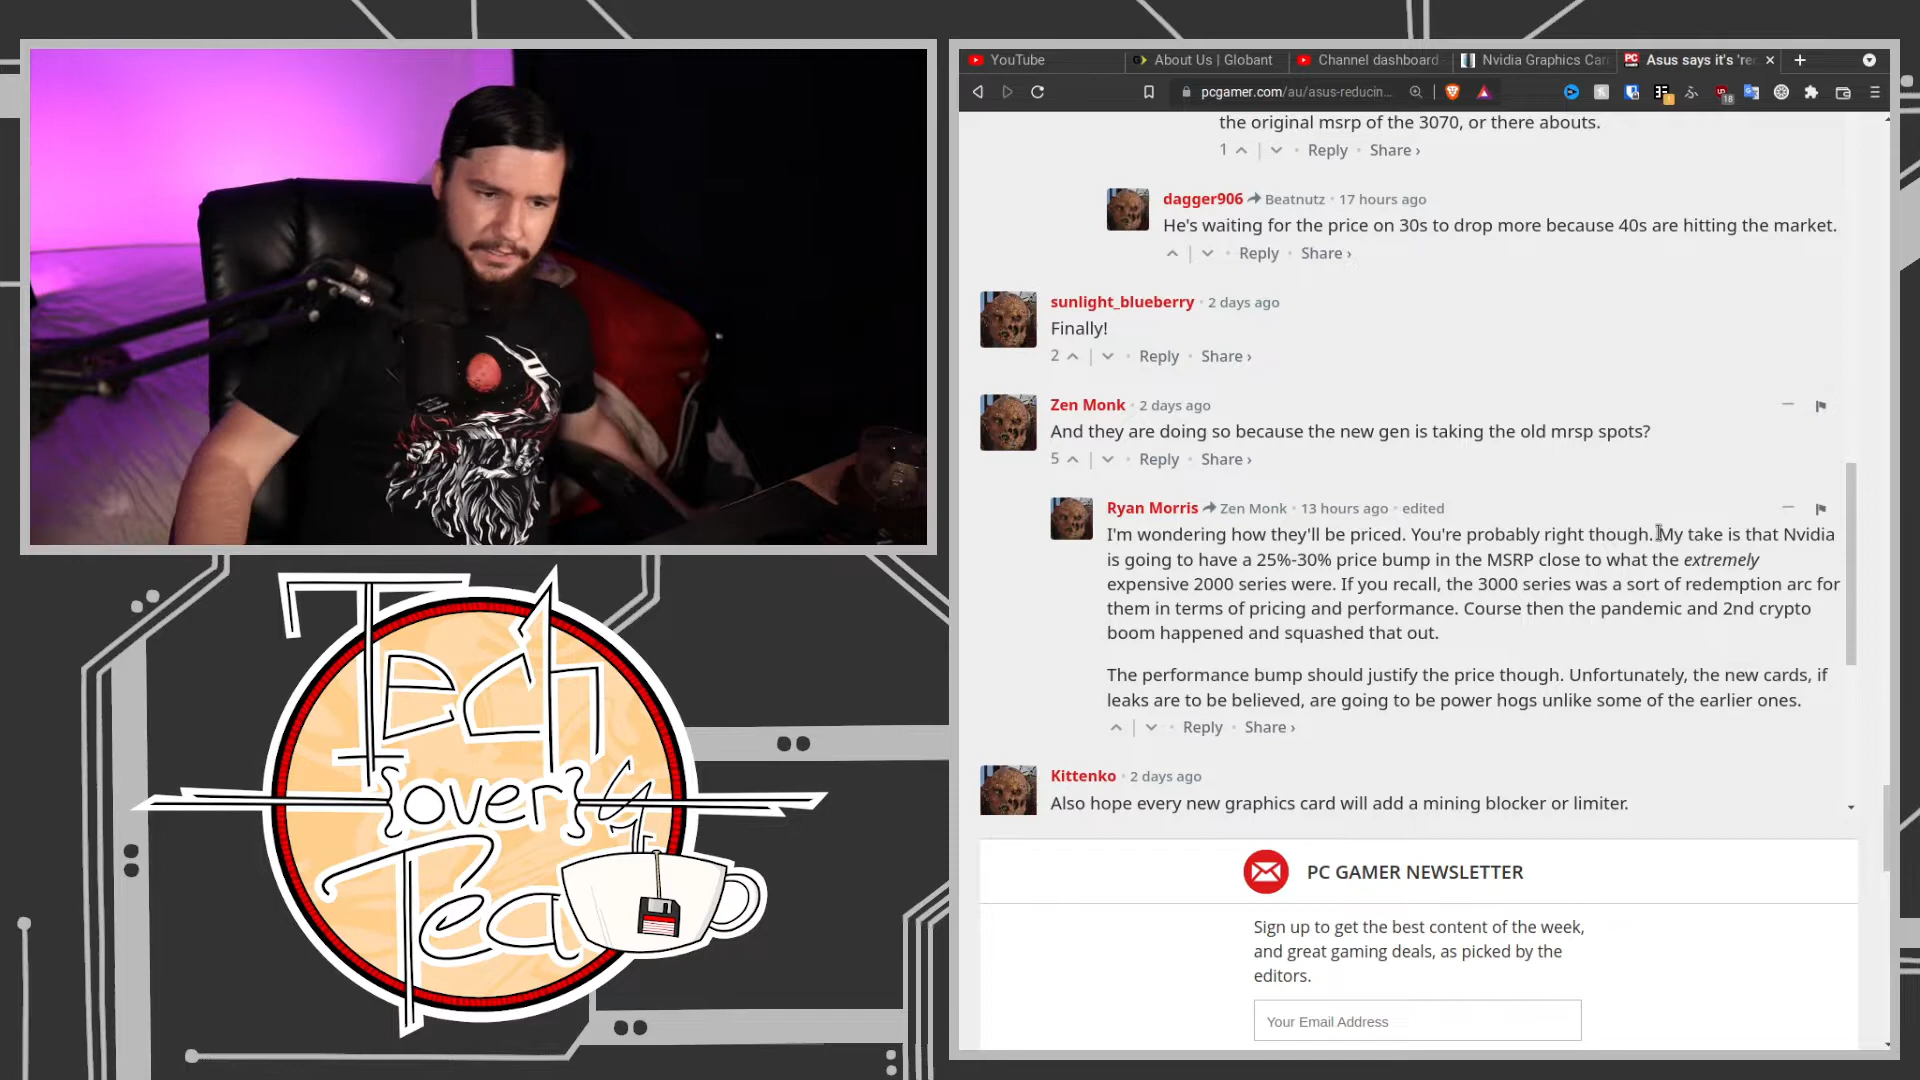 YouTube
About Us | Globant
Channel dashboard
Nvidia Graphics Car
Asus says it's 're
pcgamer.com/au/asus-reducin...
18
the original msrp of the 3070, or there abouts.
1 Reply Share ›
dagger906 Beatnutz · 17 hours ago
He's waiting for the price on 30s to drop more because 40s are hitting the market.
Reply Share ›
sunlight_blueberry · 2 days ago
Finally!
2 Reply Share ›
Zen Monk · 2 days ago
And they are doing so because the new gen is taking the old mrsp spots?
5 Reply Share ›
Ryan Morris Zen Monk · 13 hours ago · edited
I'm wondering how they'll be priced. You're probably right though. My take is that Nvidia
is going to have a 25%-30% price bump in the MSRP close to what the extremely
expensive 2000 series were. If you recall, the 3000 series was a sort of redemption arc for
them in terms of pricing and performance. Course then the pandemic and 2nd crypto
boom happened and squashed that out.
The performance bump should justify the price though. Unfortunately, the new cards, if
leaks are to be believed, are going to be power hogs unlike some of the earlier ones.
Reply Share ›
Kittenko · 2 days ago
Also hope every new graphics card will add a mining blocker or limiter.
PC GAMER NEWSLETTER
Sign up to get the best content of the week,
and great gaming deals, as picked by the
editors.
Your Email Address
Tech
{over}
Tea